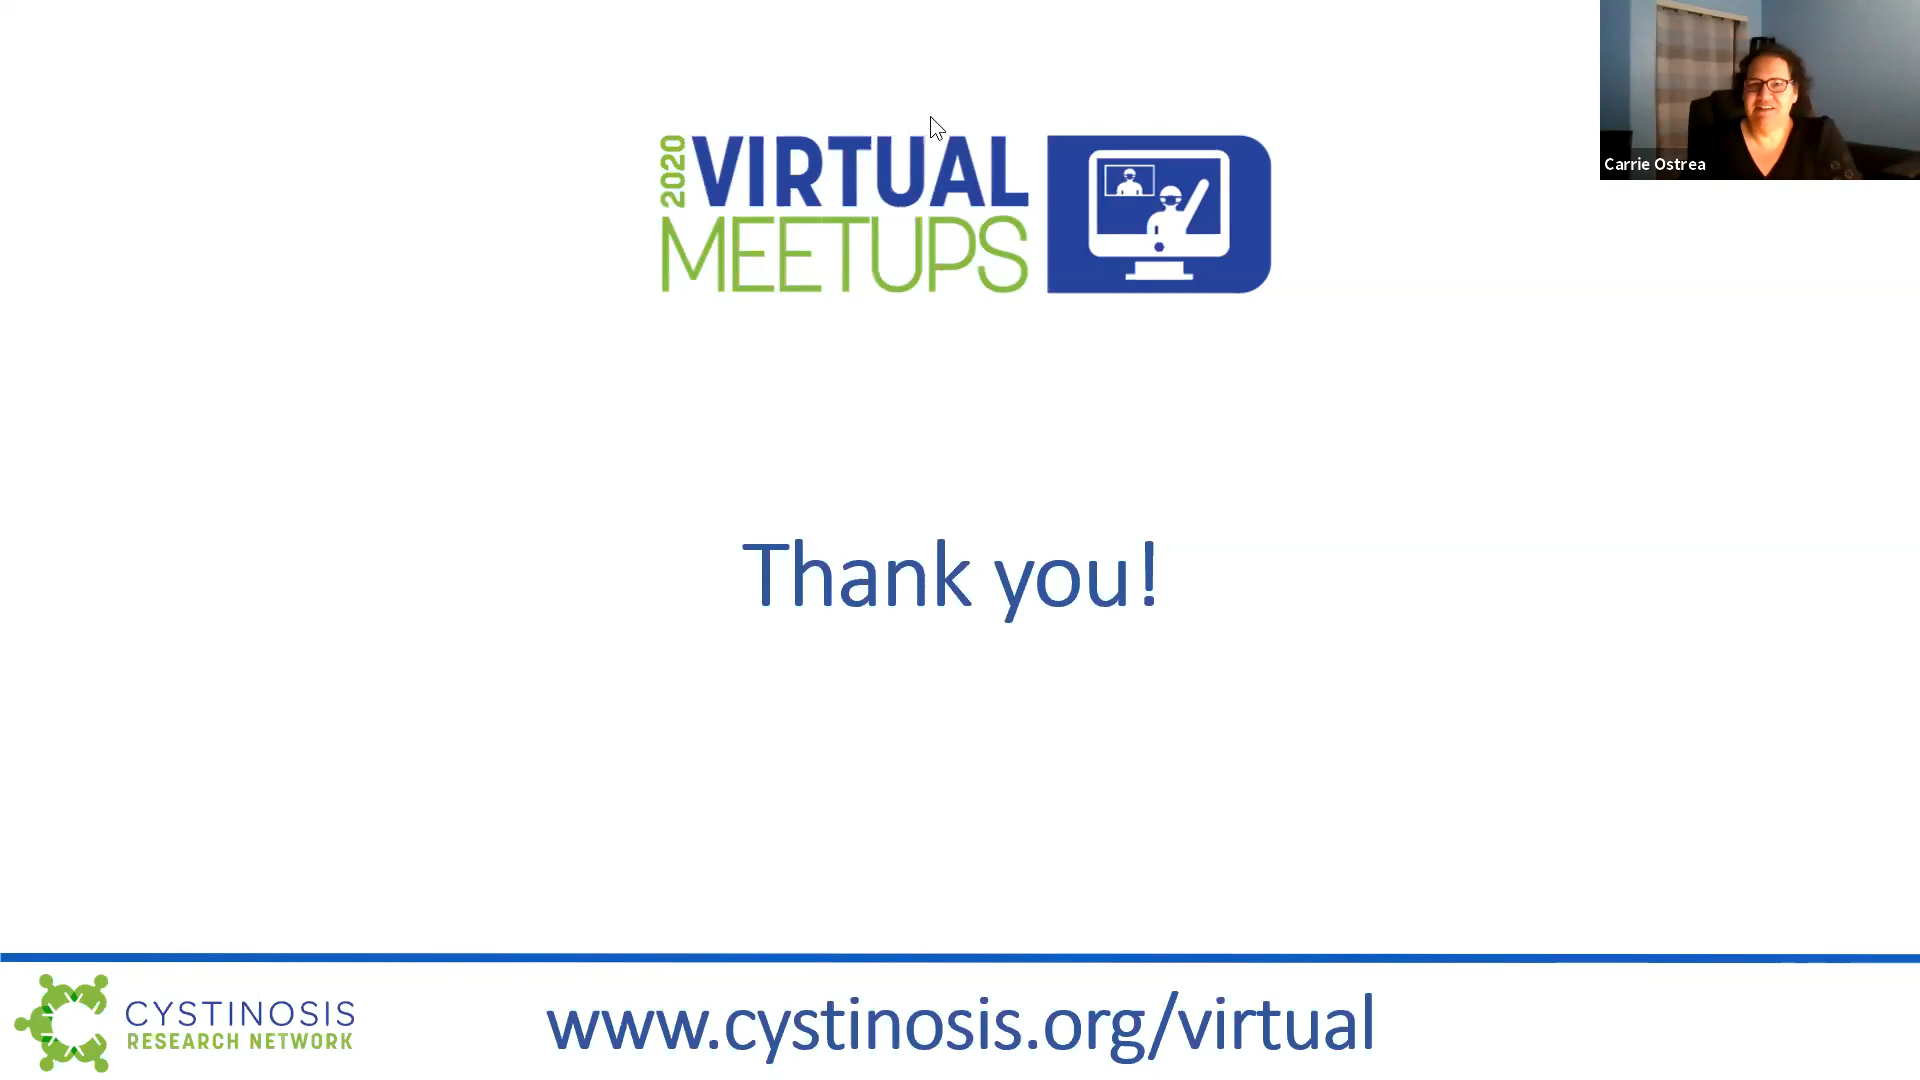 2020
VIRTUAL
MEETUPS
Carrie Ostrea
Thank you!
CYSTINOSIS
RESEARCH NETWORK
www.cystinosis.org/virtual